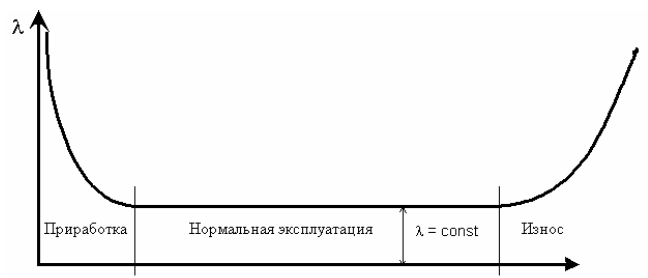 λ
Приработка
Нормальная эксплуатация
λ = const
Износ